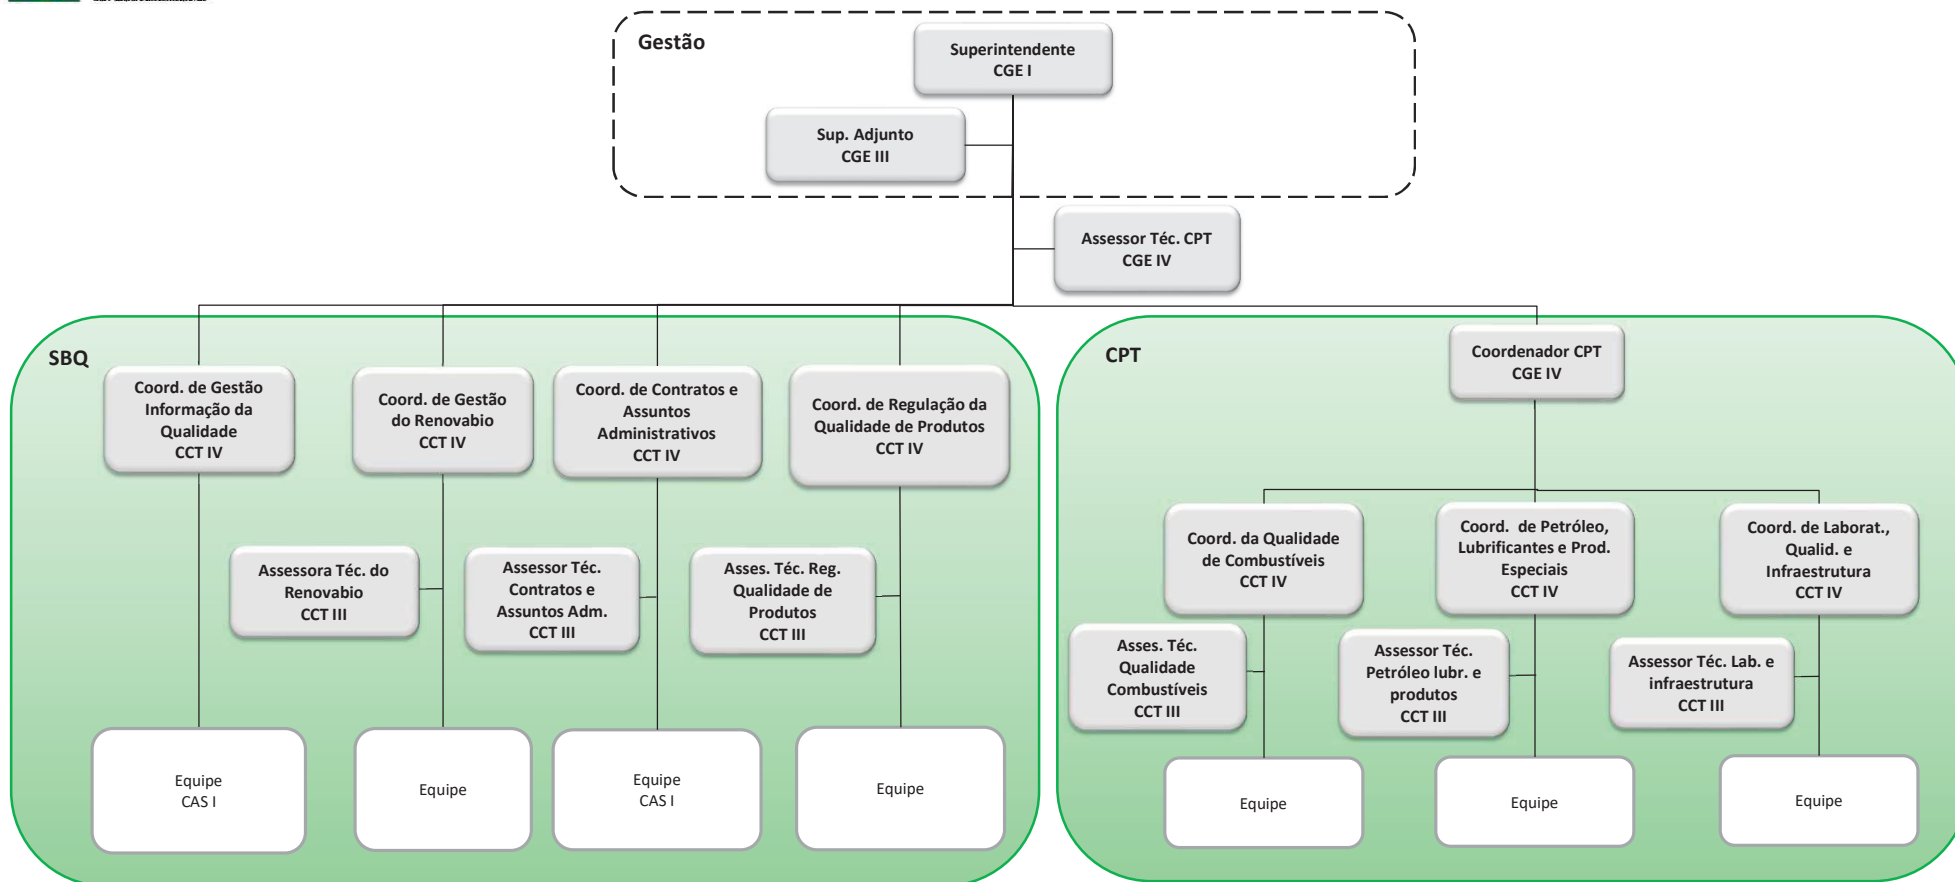 Gestão
Superintendente
CGE I
Sup. Adjunto
CGE III
Assessor Téc. CPT
CGE IV
SBQ
Coord. de Gestão
Informação da
Qualidade
CCT IV
Coord. de Gestão
do Renovabio
CCT IV
Coord. de Contratos e
Assuntos
Administrativos
CCT IV
Coord. de Regulação da
Qualidade de Produtos
CCT IV
Assessora Téc. do
Renovabio
CCT III
Assessor Téc.
Contratos e
Assuntos Adm.
CCT III
Asses. Téc. Reg.
Qualidade de
Produtos
CCT III
Equipe
CAS I
Equipe
Equipe
CAS I
Equipe
CPT
Coordenador CPT
CGE IV
Coord. da Qualidade
de Combustíveis
CCT IV
Coord.  de Petróleo,
Lubrificantes e Prod.
Especiais
CCT IV
Coord. de Laborat.,
Qualid. e
Infraestrutura
CCT IV
Asses. Téc.
Qualidade
Combustíveis
CCT III
Assessor Téc.
Petróleo lubr. e
produtos
CCT III
Assessor Téc. Lab. e
infraestrutura
CCT III
Equipe
Equipe
Equipe